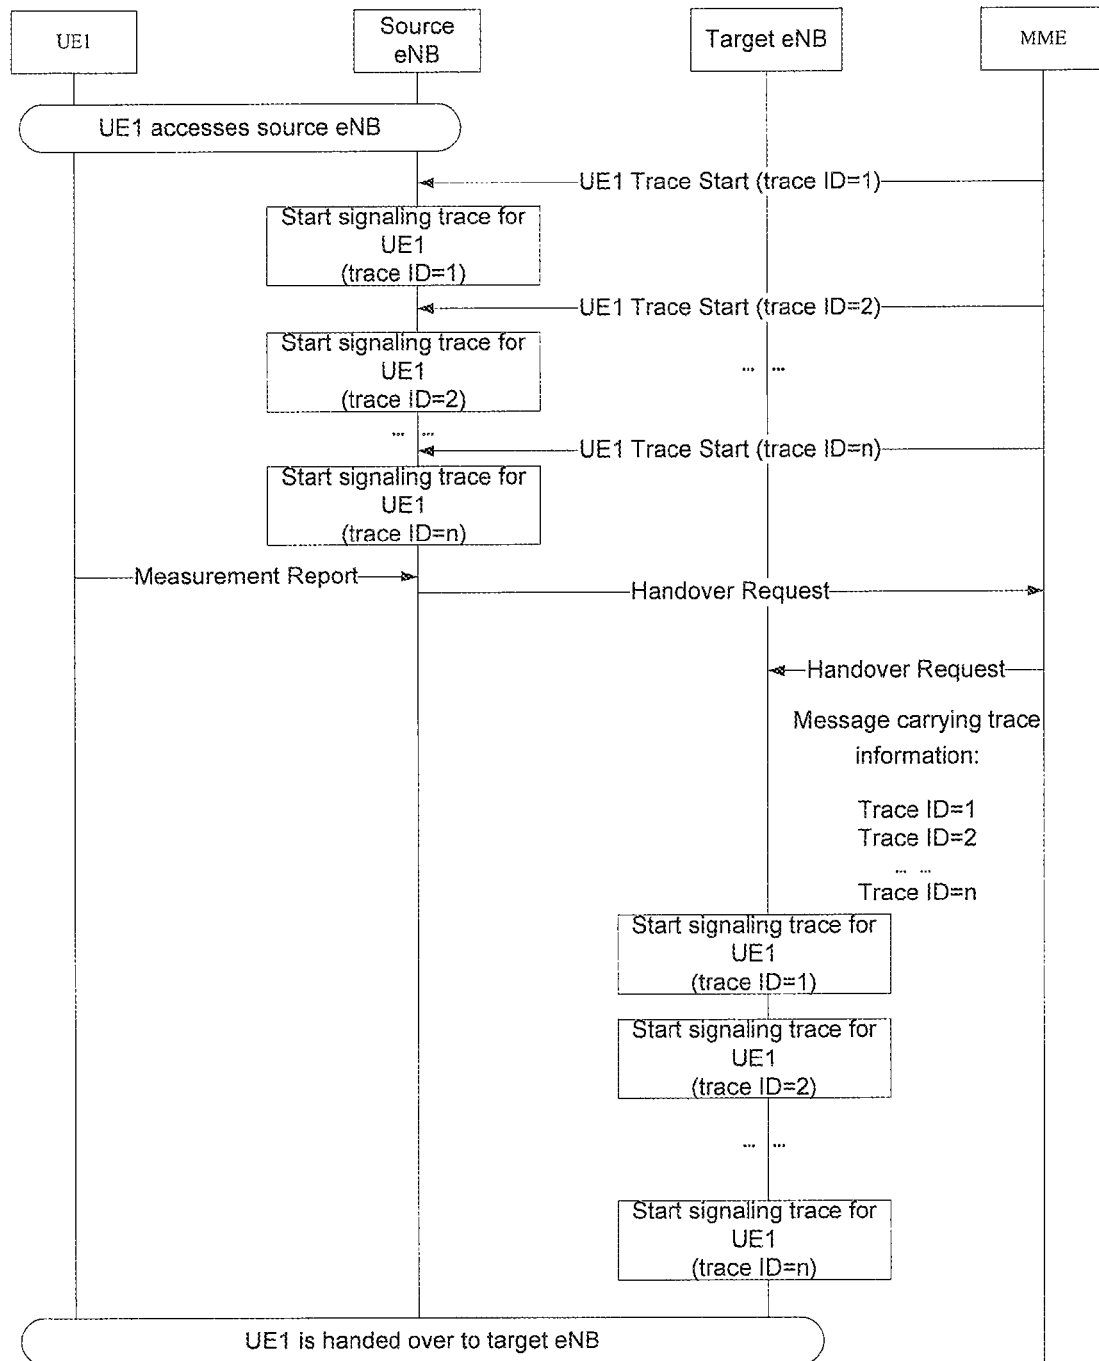 UE1
Source
eNB
Target eNB
MME
UE1 accesses source eNB
UE1 Trace Start (trace ID=1)
Start signaling trace for
UE1
(trace ID=1)
UE1 Trace Start (trace ID=2)
Start signaling trace for
UE1
(trace ID=2)
... ...
... ...
UE1 Trace Start (trace ID=n)
Start signaling trace for
UE1
(trace ID=n)
Measurement Report
Handover Request
Handover Request
Message carrying trace
information:
Trace ID=1
Trace ID=2
... ...
Trace ID=n
Start signaling trace for
UE1
(trace ID=1)
Start signaling trace for
UE1
(trace ID=2)
... ...
Start signaling trace for
UE1
(trace ID=n)
UE1 is handed over to target eNB